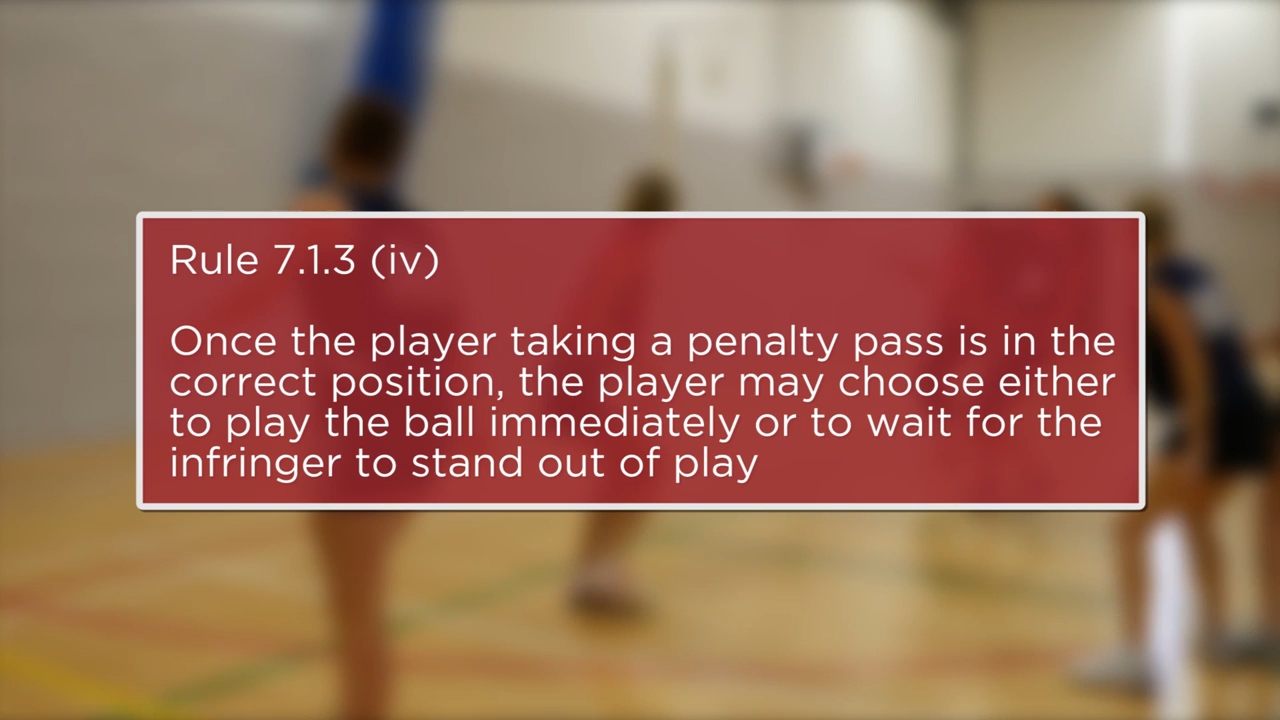 Rule 7.1.3 (iv)
Once the player taking a penalty pass is in the
correct position, the player may choose either
to play the ball immediately or to wait for the
infringer to stand out of play